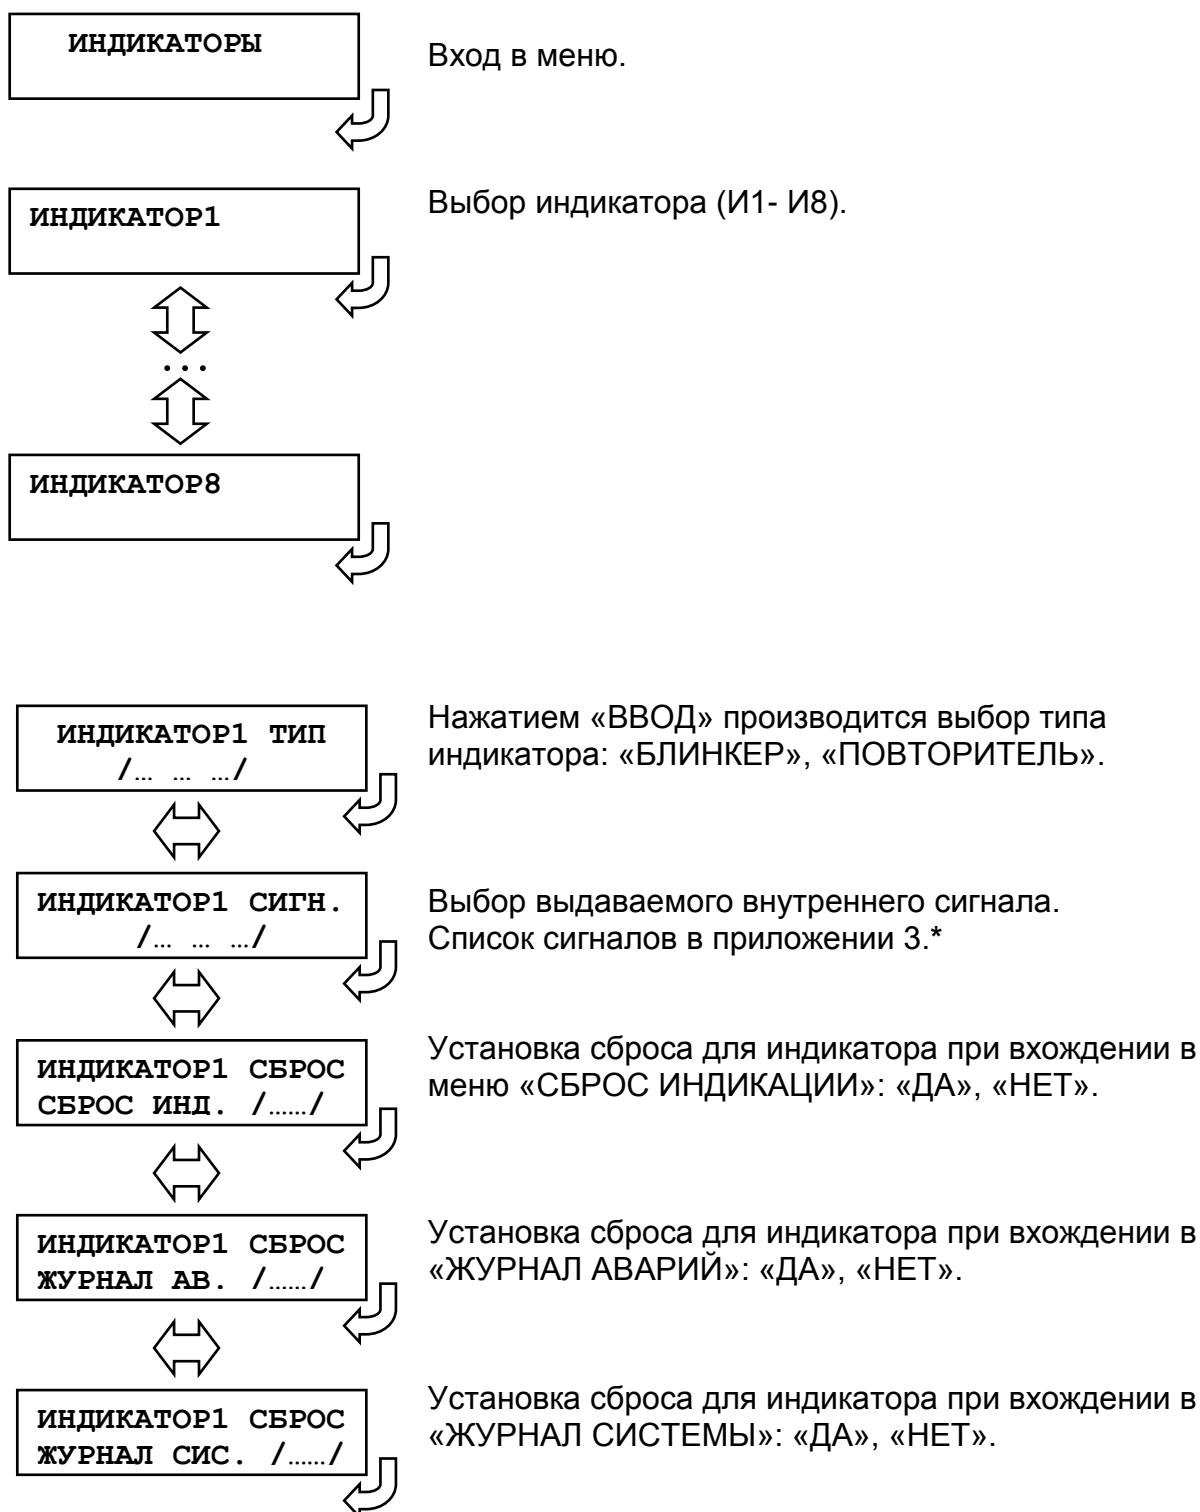 ИНДИКАТОРЫ
Вход в меню.
ИНДИКАТОР1
Выбор индикатора (И1- И8).
...
ИНДИКАТОР8
ИНДИКАТОР1 ТИП
/… … …/
Нажатием «ВВОД» производится выбор типа
индикатора: «БЛИНКЕР», «ПОВТОРИТЕЛЬ».
ИНДИКАТОР1 СИГН.
/… … …/
Выбор выдаваемого внутреннего сигнала.
Список сигналов в приложении 3.*
ИНДИКАТОР1 СБРОС
СБРОС ИНД. /……/
Установка сброса для индикатора при вхождении в
меню «СБРОС ИНДИКАЦИИ»: «ДА», «НЕТ».
ИНДИКАТОР1 СБРОС
ЖУРНАЛ АВ. /……/
Установка сброса для индикатора при вхождении в
«ЖУРНАЛ АВАРИЙ»: «ДА», «НЕТ».
ИНДИКАТОР1 СБРОС
ЖУРНАЛ СИС. /……/
Установка сброса для индикатора при вхождении в
«ЖУРНАЛ СИСТЕМЫ»: «ДА», «НЕТ».